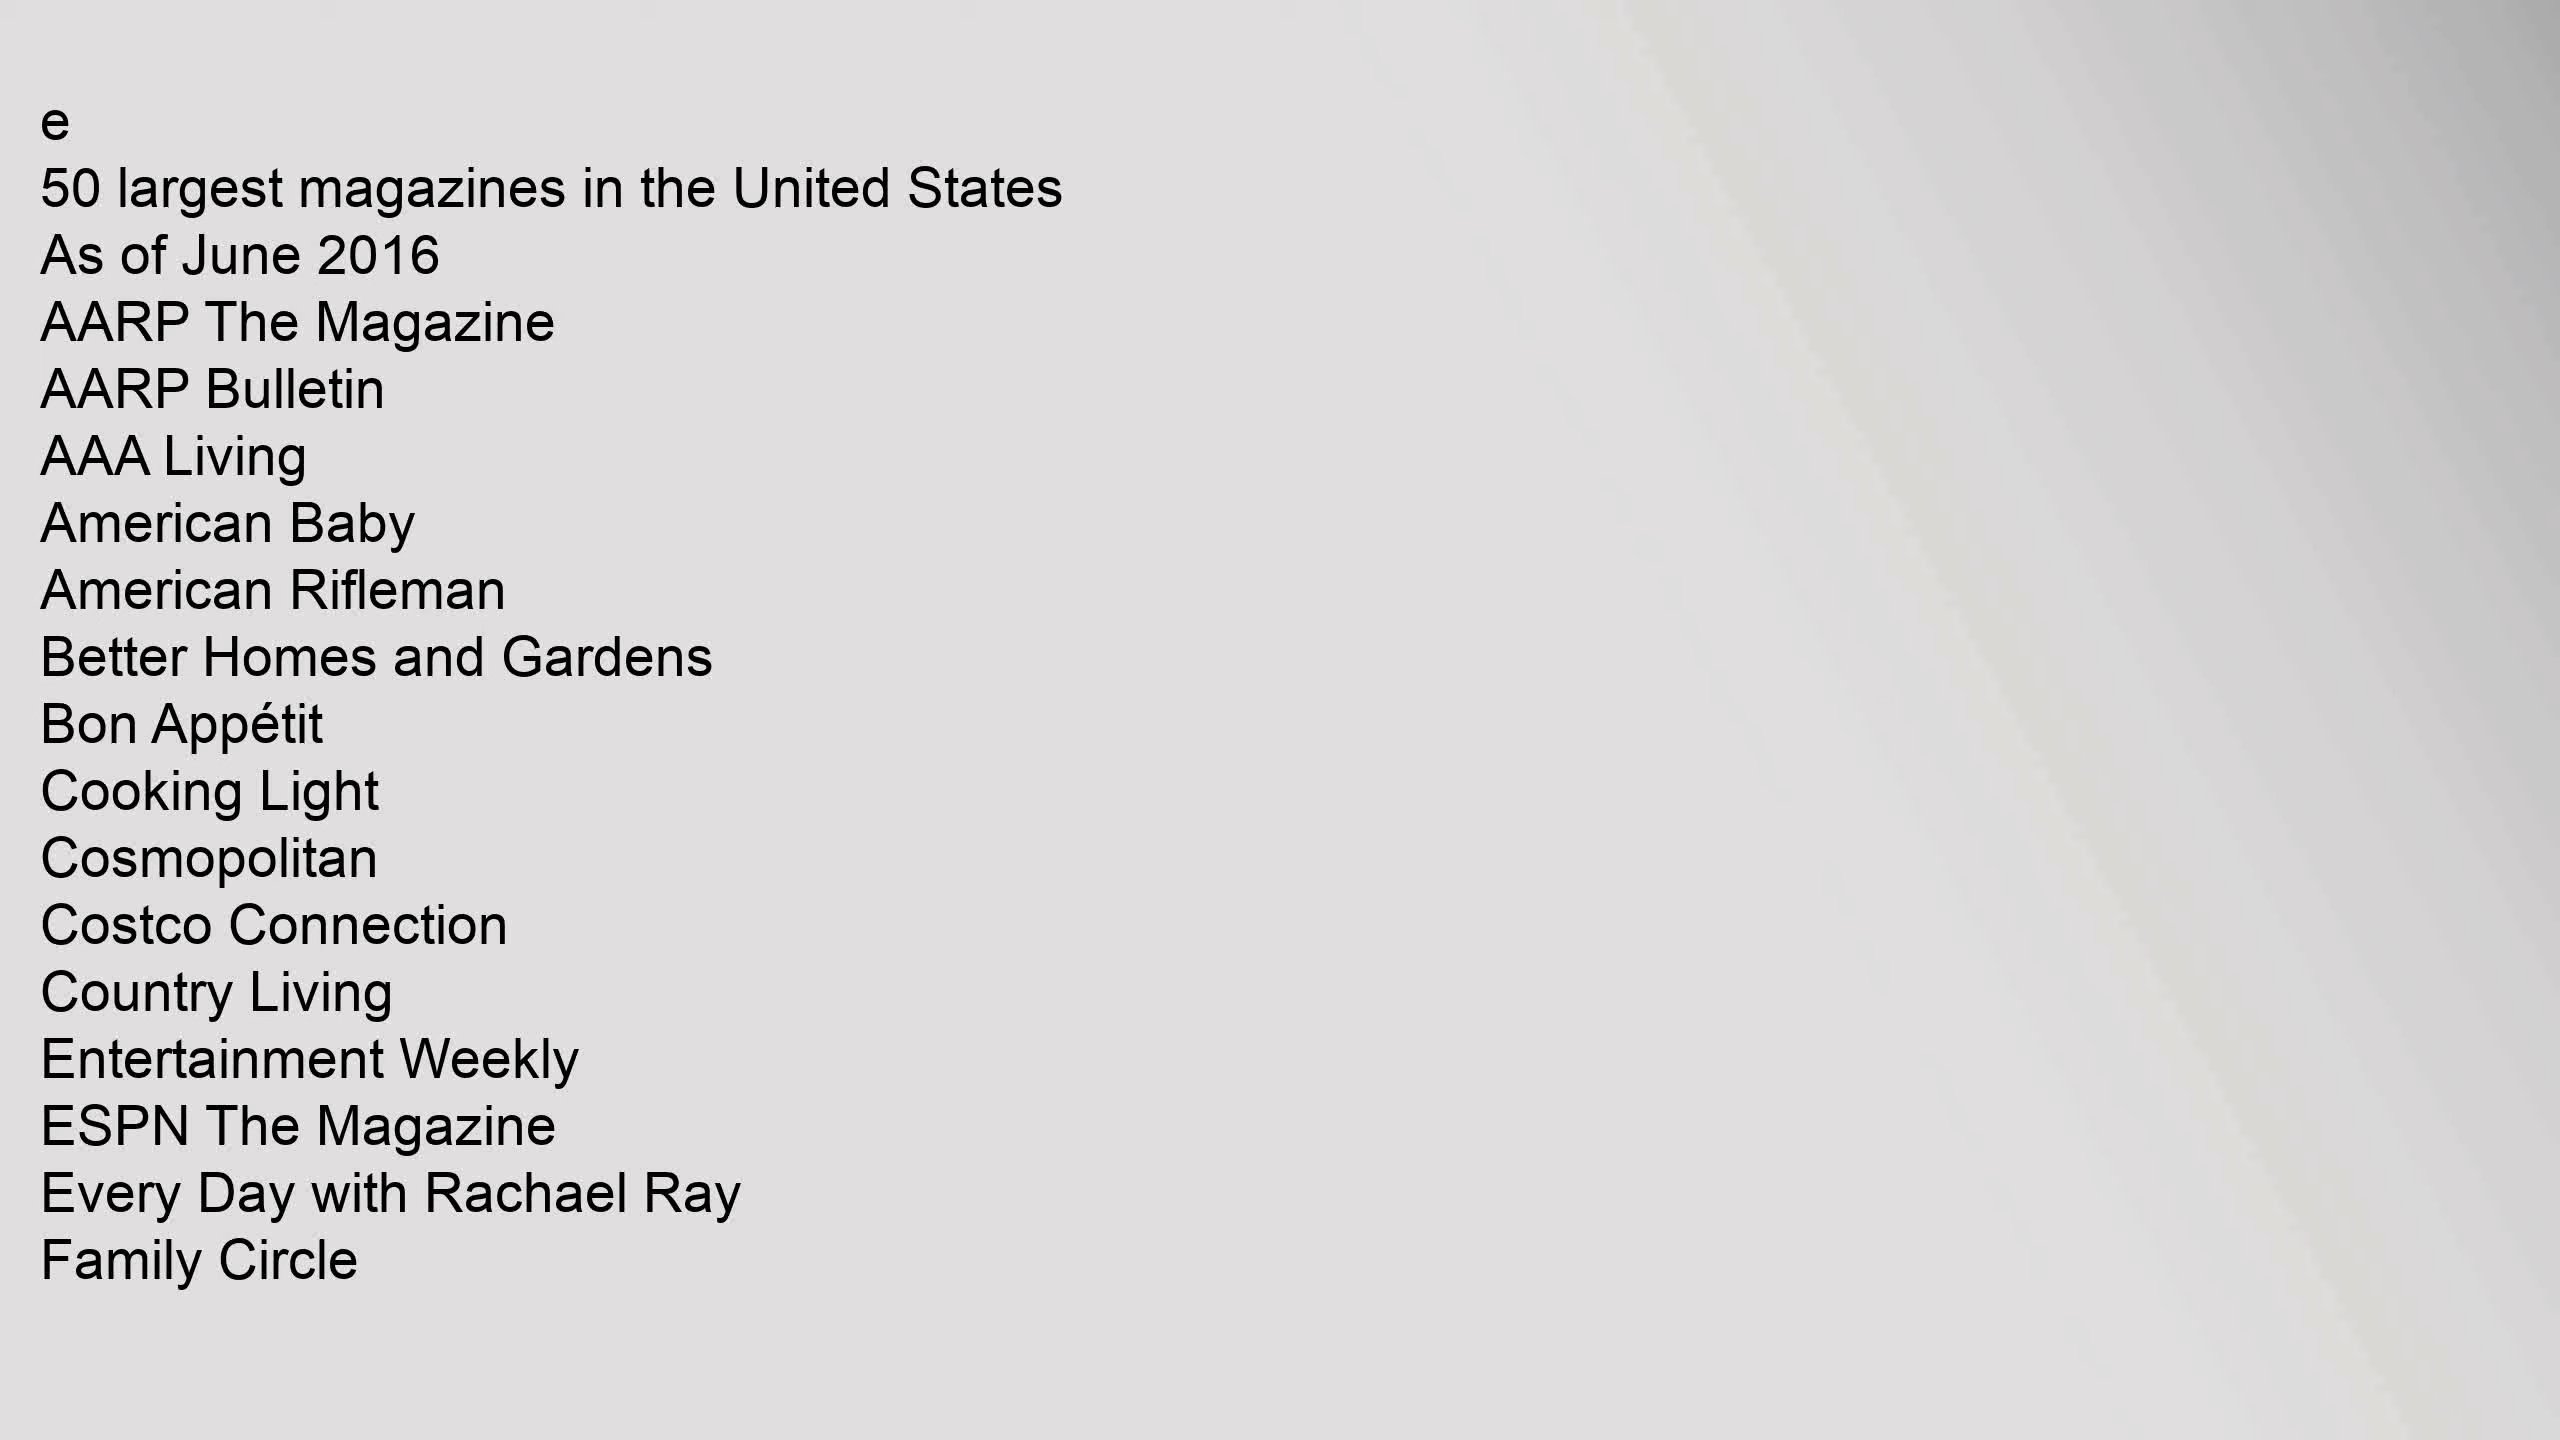 e
50 largest magazines in the United States
As of June 2016
AARP The Magazine
AARP Bulletin
AAA Living
American Baby
American Rifleman
Better Homes and Gardens
Bon Appétit
Cooking Light
Cosmopolitan
Costco Connection
Country Living
Entertainment Weekly
ESPN The Magazine
Every Day with Rachael Ray
Family Circle